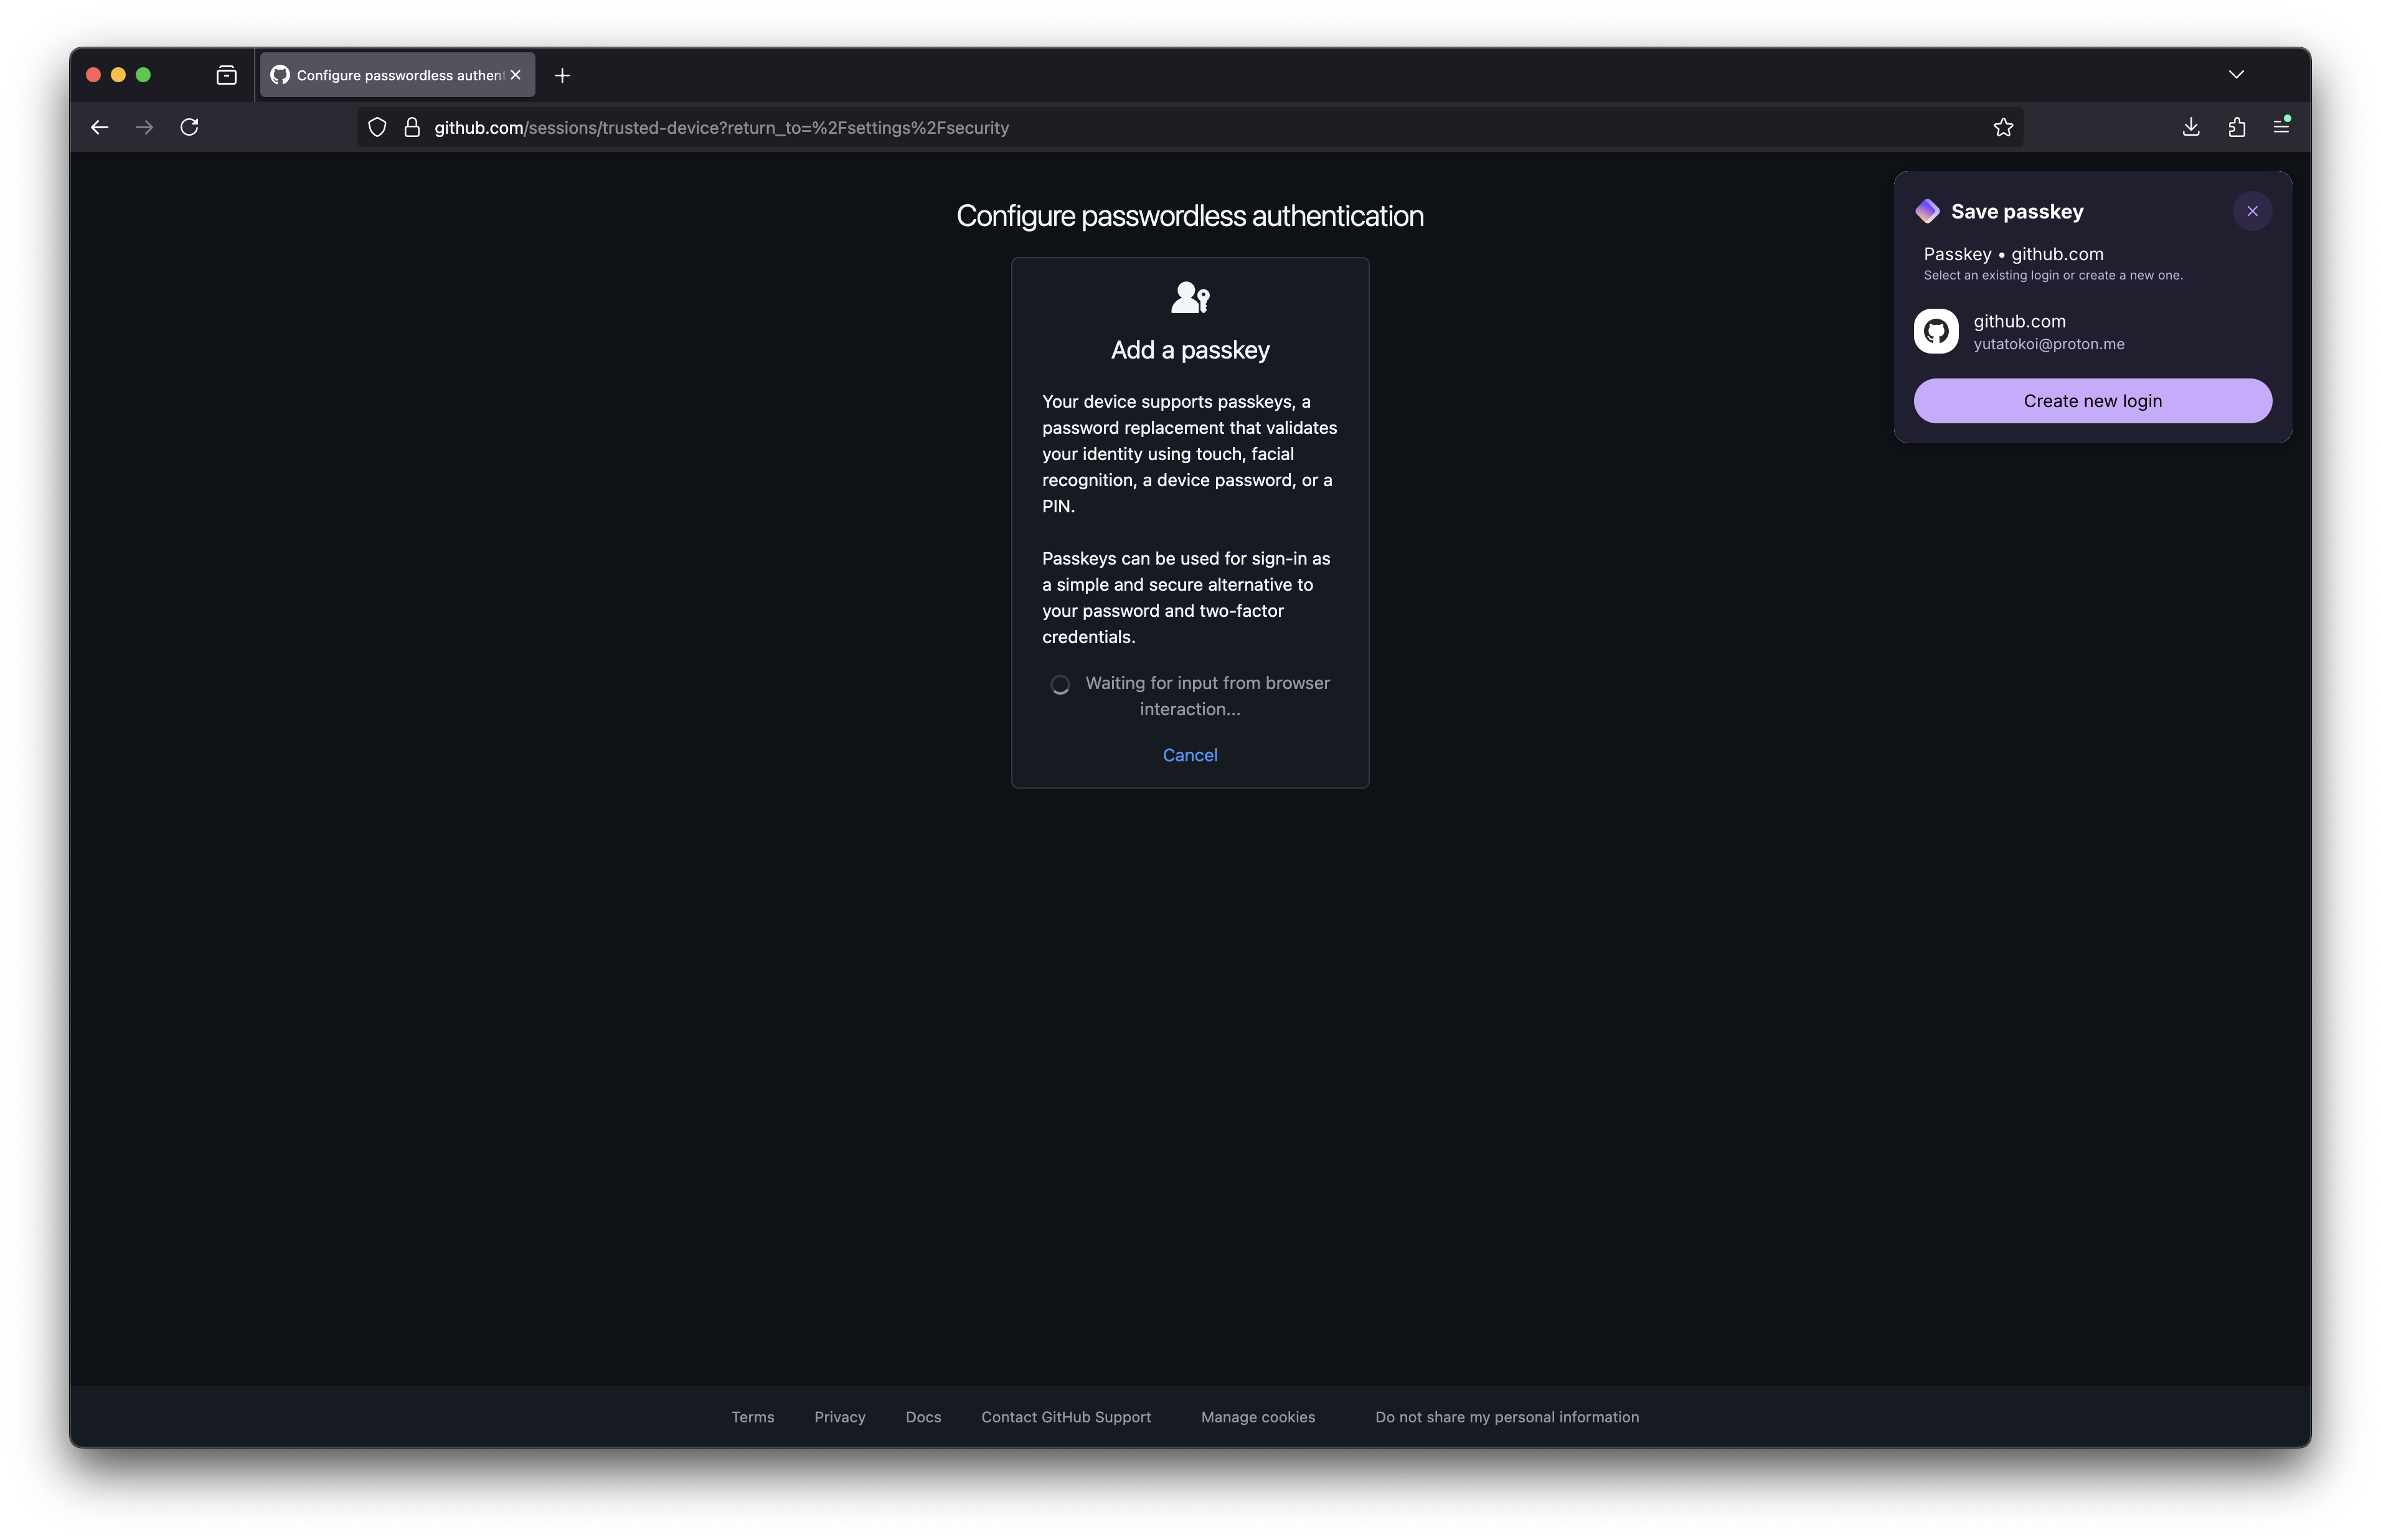 Configure passwordless authent
github.com/sessions/trusted-device?return_to=%2Fsettings%2Fsecurity
Configure passwordless authentication
Add a passkey
Your device supports passkeys, a
password replacement that validates
your identity using touch, facial
recognition, a device password, or a
PIN.
Passkeys can be used for sign-in as
a simple and secure alternative to
your password and two-factor
credentials.
Waiting for input from browser
interaction...
Cancel
Save passkey
Passkey • github.com
Select an existing login or create a new one.
github.com
yutatokoi@proton.me
Create new login
Terms
Privacy
Docs
Contact GitHub Support
Manage cookies
Do not share my personal information